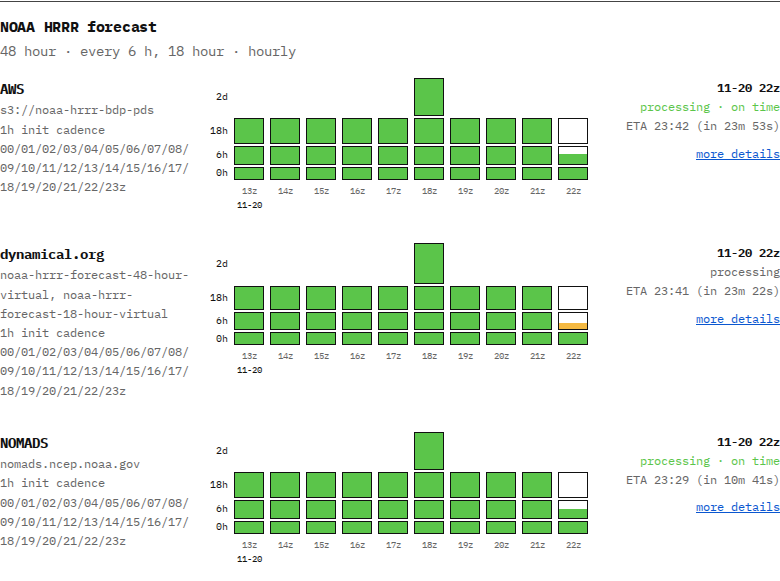 NOAA HRRR forecast
48 hour · every 6 h, 18 hour · hourly
AWS
s3://noaa-hrrr-bdp-pds
1h init cadence
00/01/02/03/04/05/06/07/08/
09/10/11/12/13/14/15/16/17/
18/19/20/21/22/23z
2d
18h
6h
0h
13z 14z 15z 16z 17z 18z 19z 20z 21z 22z
11-20
11-20 22z
processing · on time
ETA 23:42 (in 23m 53s)
more details
dynamical.org
noaa-hrrr-forecast-48-hour-
virtual, noaa-hrrr-
forecast-18-hour-virtual
1h init cadence
00/01/02/03/04/05/06/07/08/
09/10/11/12/13/14/15/16/17/
18/19/20/21/22/23z
2d
18h
6h
0h
13z 14z 15z 16z 17z 18z 19z 20z 21z 22z
11-20
11-20 22z
processing
ETA 23:41 (in 23m 22s)
more details
NOMADS
nomads.ncep.noaa.gov
1h init cadence
00/01/02/03/04/05/06/07/08/
09/10/11/12/13/14/15/16/17/
18/19/20/21/22/23z
2d
18h
6h
0h
13z 14z 15z 16z 17z 18z 19z 20z 21z 22z
11-20
11-20 22z
processing · on time
ETA 23:29 (in 10m 41s)
more details